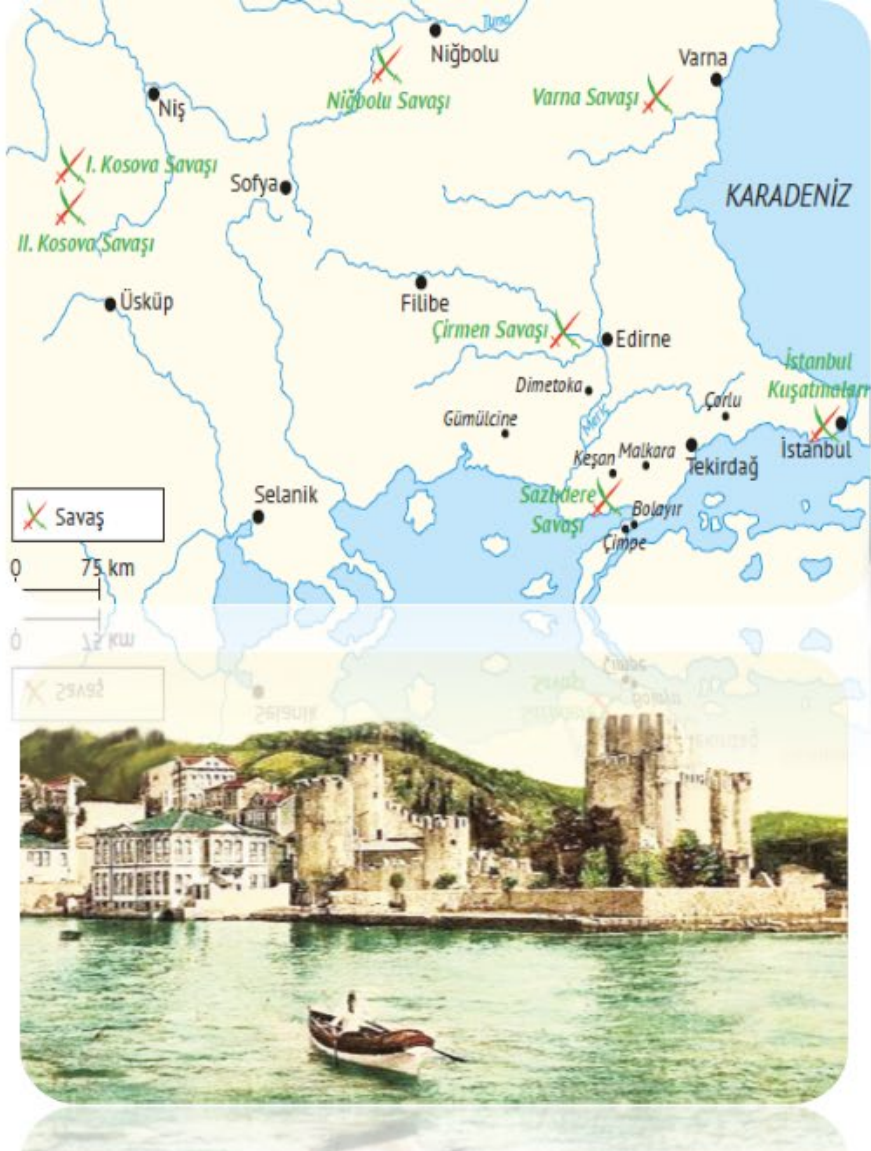 Tuna
Niğbolu
Varna
Niğbolu Savaşı
Varna Savaşı
Niş
I. Kosova Savaşı
Sofya
KARADENİZ
II. Kosova Savaşı
Üsküp
Filibe
Çirmen Savaşı
Edirne
İstanbul
Kuşatmaları
Dimetoka
Çorlu
Gümülcine
Meriç
İstanbul
Keşan
Malkara
Tekirdağ
Selanik
Sazlıdere
Savaşı
Bolayır
Çimpe
Savaş
0 75 km